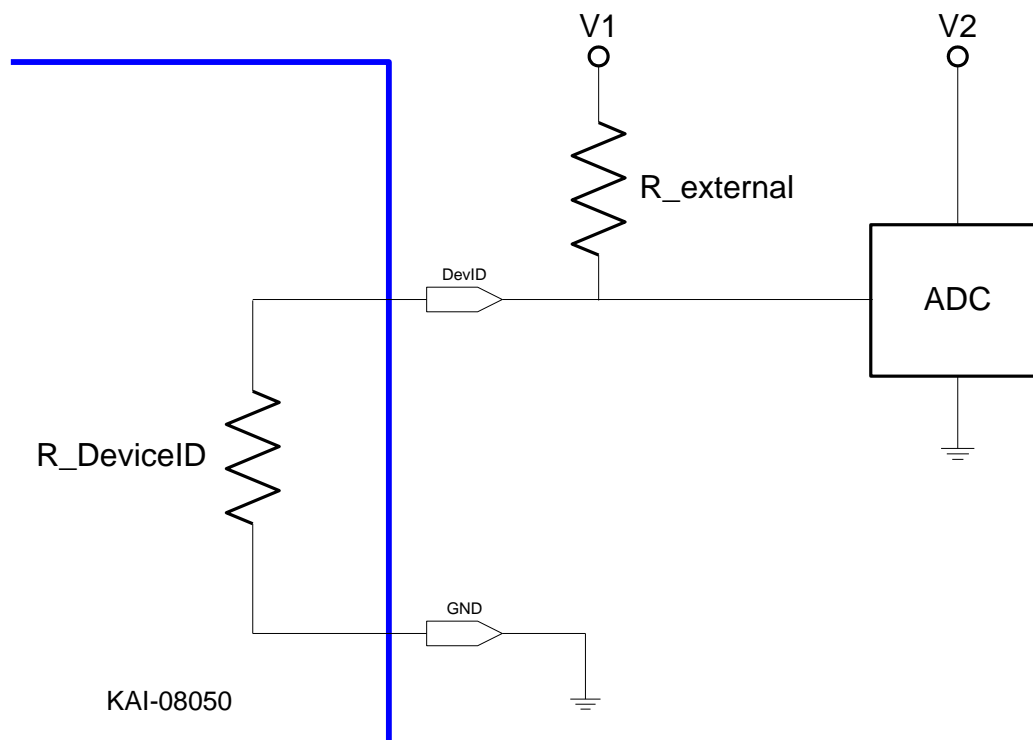 V1
V2
R_external
DevID
ADC
R_DeviceID
GND
KAI-08050